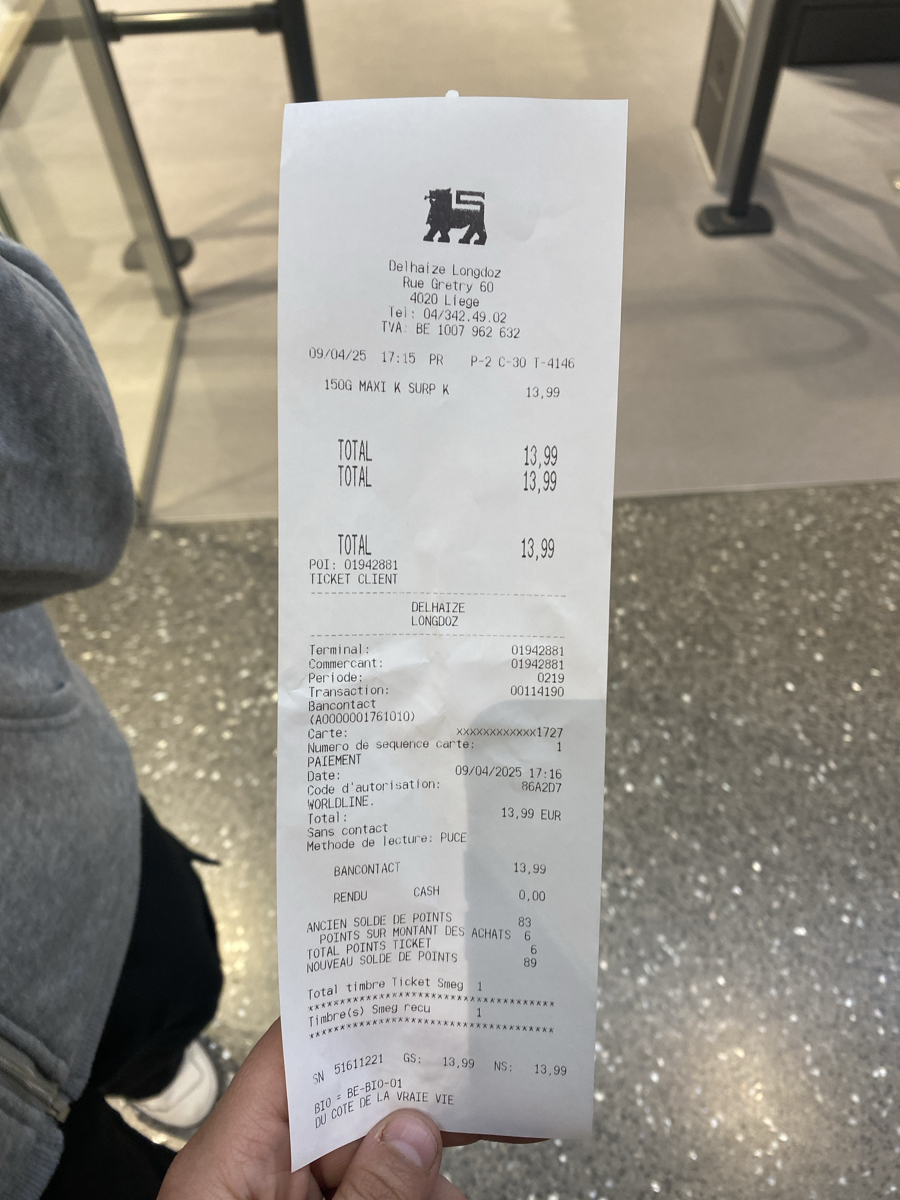 Delhaize Longdoz
Rue Gretry 60
4020 Liege
Tel: 04/342.49.02
TVA: BE 1007 962 632
09/04/25 17:15 PR P-2 C-30 T-4146
150G MAXI K SURP K 13,99
TOTAL 13,99
TOTAL 13,99
TOTAL 13,99
POI: 01942881
TICKET CLIENT
DELHAIZE
LONGDOZ
Terminal: 01942881
Commercant: 01942881
Periode: 0219
Transaction: 00114190
Bancontact
(A0000001761010)
Carte: xxxxxxxxxxxx1727
Numero de sequence carte: 1
PAIEMENT
Date: 09/04/2025 17:16
Code d'autorisation: 86A2D7
WORLDLINE.
Total: 13,99 EUR
Sans contact
Methode de lecture: PUCE
BANCONTACT 13,99
RENDU CASH 0,00
ANCIEN SOLDE DE POINTS 83
POINTS SUR MONTANT DES ACHATS 6
TOTAL POINTS TICKET 6
NOUVEAU SOLDE DE POINTS 89
Total timbre Ticket Smeg 1
***************************************
Timbre(s) Smeg recu 1
***************************************
SN 51611221 GS: 13,99 NS: 13,99
BIO = BE-BIO-01
DU COTE DE LA VRAIE VIE